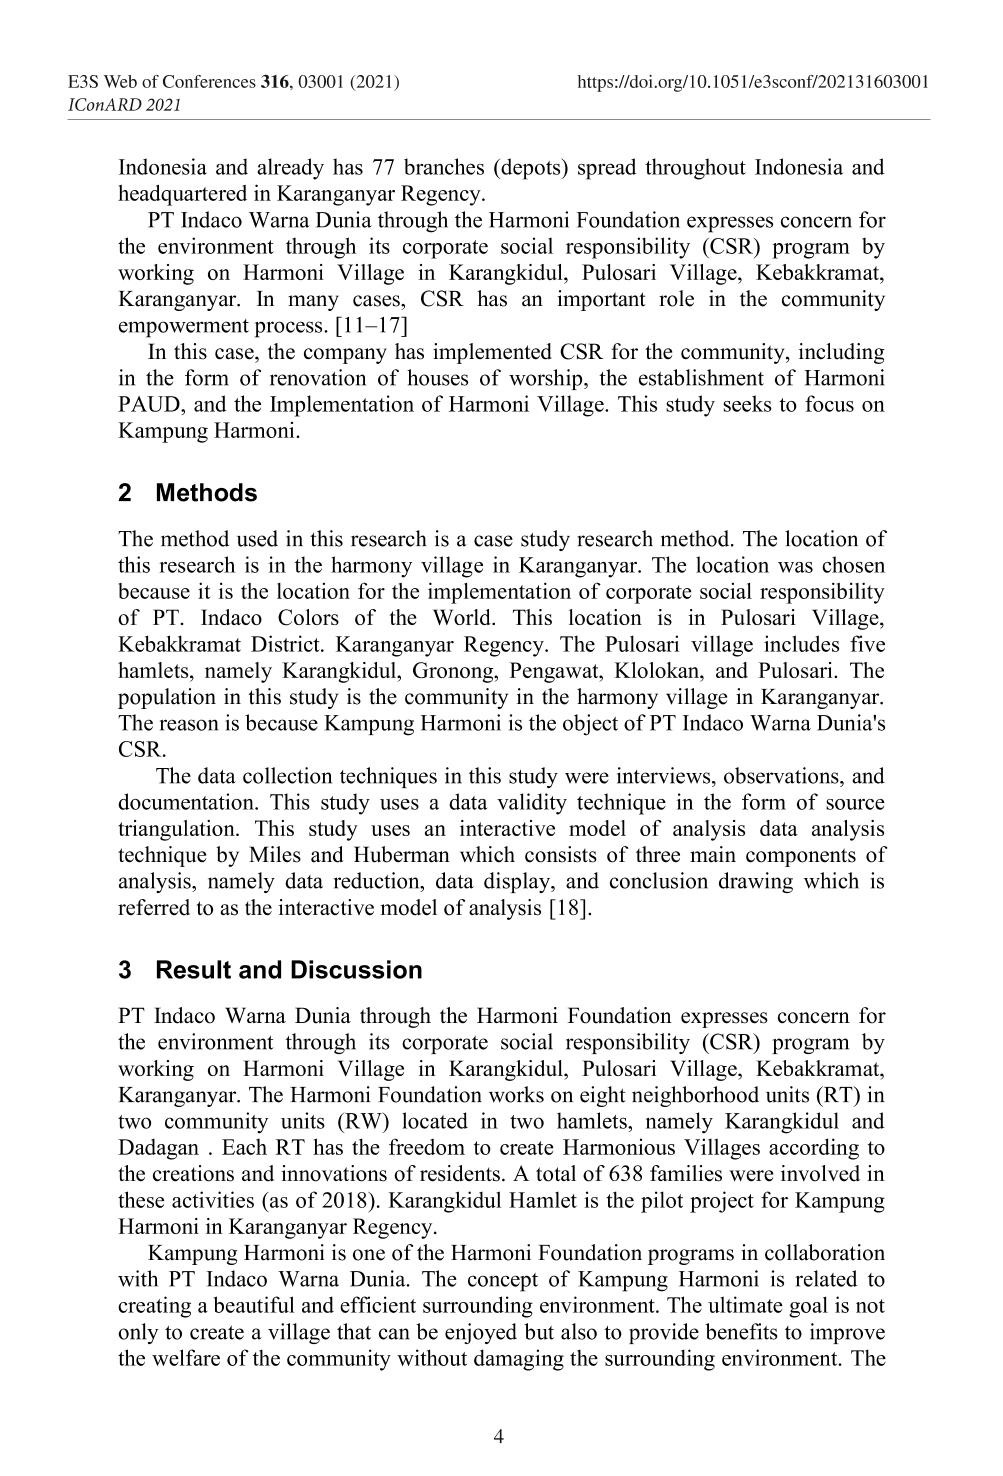 E3S Web of Conferences 316, 03001 (2021)
https://doi.org/10.1051/e3sconf/202131603001
IConARD 2021
Indonesia and already has 77 branches (depots) spread throughout Indonesia and
headquartered in Karanganyar Regency.
PT Indaco Warna Dunia through the Harmoni Foundation expresses concern for
the environment through its corporate social responsibility (CSR) program by
working on Harmoni Village in Karangkidul, Pulosari Village, Kebakkramat,
Karanganyar. In many cases, CSR has an important role in the community
empowerment process. [11–17]
In this case, the company has implemented CSR for the community, including
in the form of renovation of houses of worship, the establishment of Harmoni
PAUD, and the Implementation of Harmoni Village. This study seeks to focus on
Kampung Harmoni.
2 Methods
The method used in this research is a case study research method. The location of
this research is in the harmony village in Karanganyar. The location was chosen
because it is the location for the implementation of corporate social responsibility
of PT. Indaco Colors of the World. This location is in Pulosari Village,
Kebakkramat District. Karanganyar Regency. The Pulosari village includes five
hamlets, namely Karangkidul, Gronong, Pengawat, Klolokan, and Pulosari. The
population in this study is the community in the harmony village in Karanganyar.
The reason is because Kampung Harmoni is the object of PT Indaco Warna Dunia's
CSR.
The data collection techniques in this study were interviews, observations, and
documentation. This study uses a data validity technique in the form of source
triangulation. This study uses an interactive model of analysis data analysis
technique by Miles and Huberman which consists of three main components of
analysis, namely data reduction, data display, and conclusion drawing which is
referred to as the interactive model of analysis [18].
3 Result and Discussion
PT Indaco Warna Dunia through the Harmoni Foundation expresses concern for
the environment through its corporate social responsibility (CSR) program by
working on Harmoni Village in Karangkidul, Pulosari Village, Kebakkramat,
Karanganyar. The Harmoni Foundation works on eight neighborhood units (RT) in
two community units (RW) located in two hamlets, namely Karangkidul and
Dadagan . Each RT has the freedom to create Harmonious Villages according to
the creations and innovations of residents. A total of 638 families were involved in
these activities (as of 2018). Karangkidul Hamlet is the pilot project for Kampung
Harmoni in Karanganyar Regency.
Kampung Harmoni is one of the Harmoni Foundation programs in collaboration
with PT Indaco Warna Dunia. The concept of Kampung Harmoni is related to
creating a beautiful and efficient surrounding environment. The ultimate goal is not
only to create a village that can be enjoyed but also to provide benefits to improve
the welfare of the community without damaging the surrounding environment. The
4